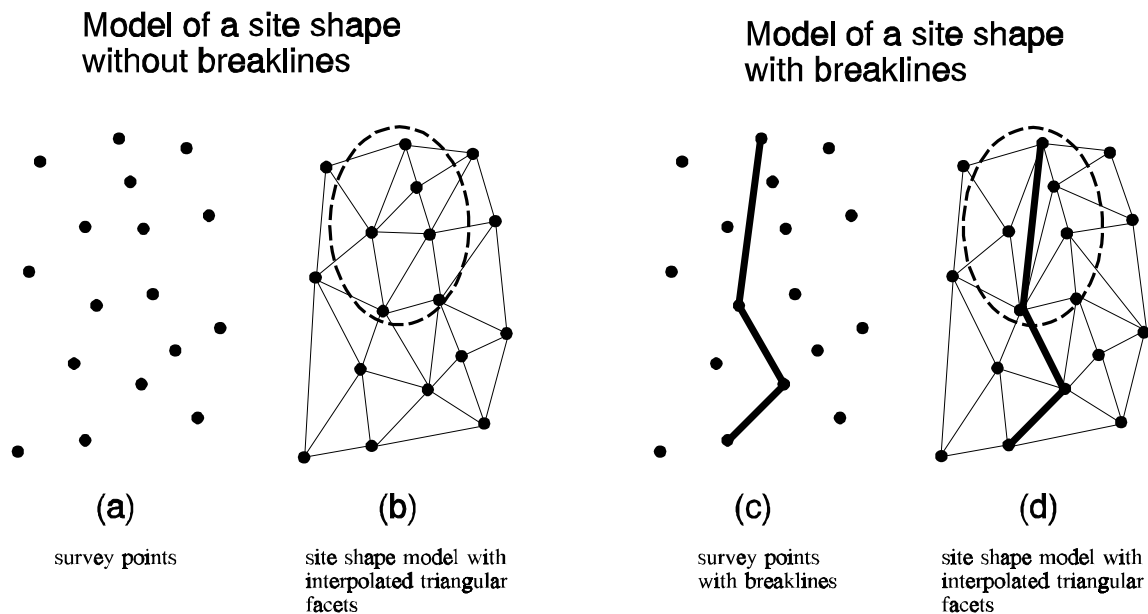 Model of a site shape
without breaklines
Model of a site shape
with breaklines
(a)
(b)
(c)
(d)
survey points
site shape model with
interpolated triangular
facets
survey points
with breaklines
site shape model with
interpolated triangular
facets